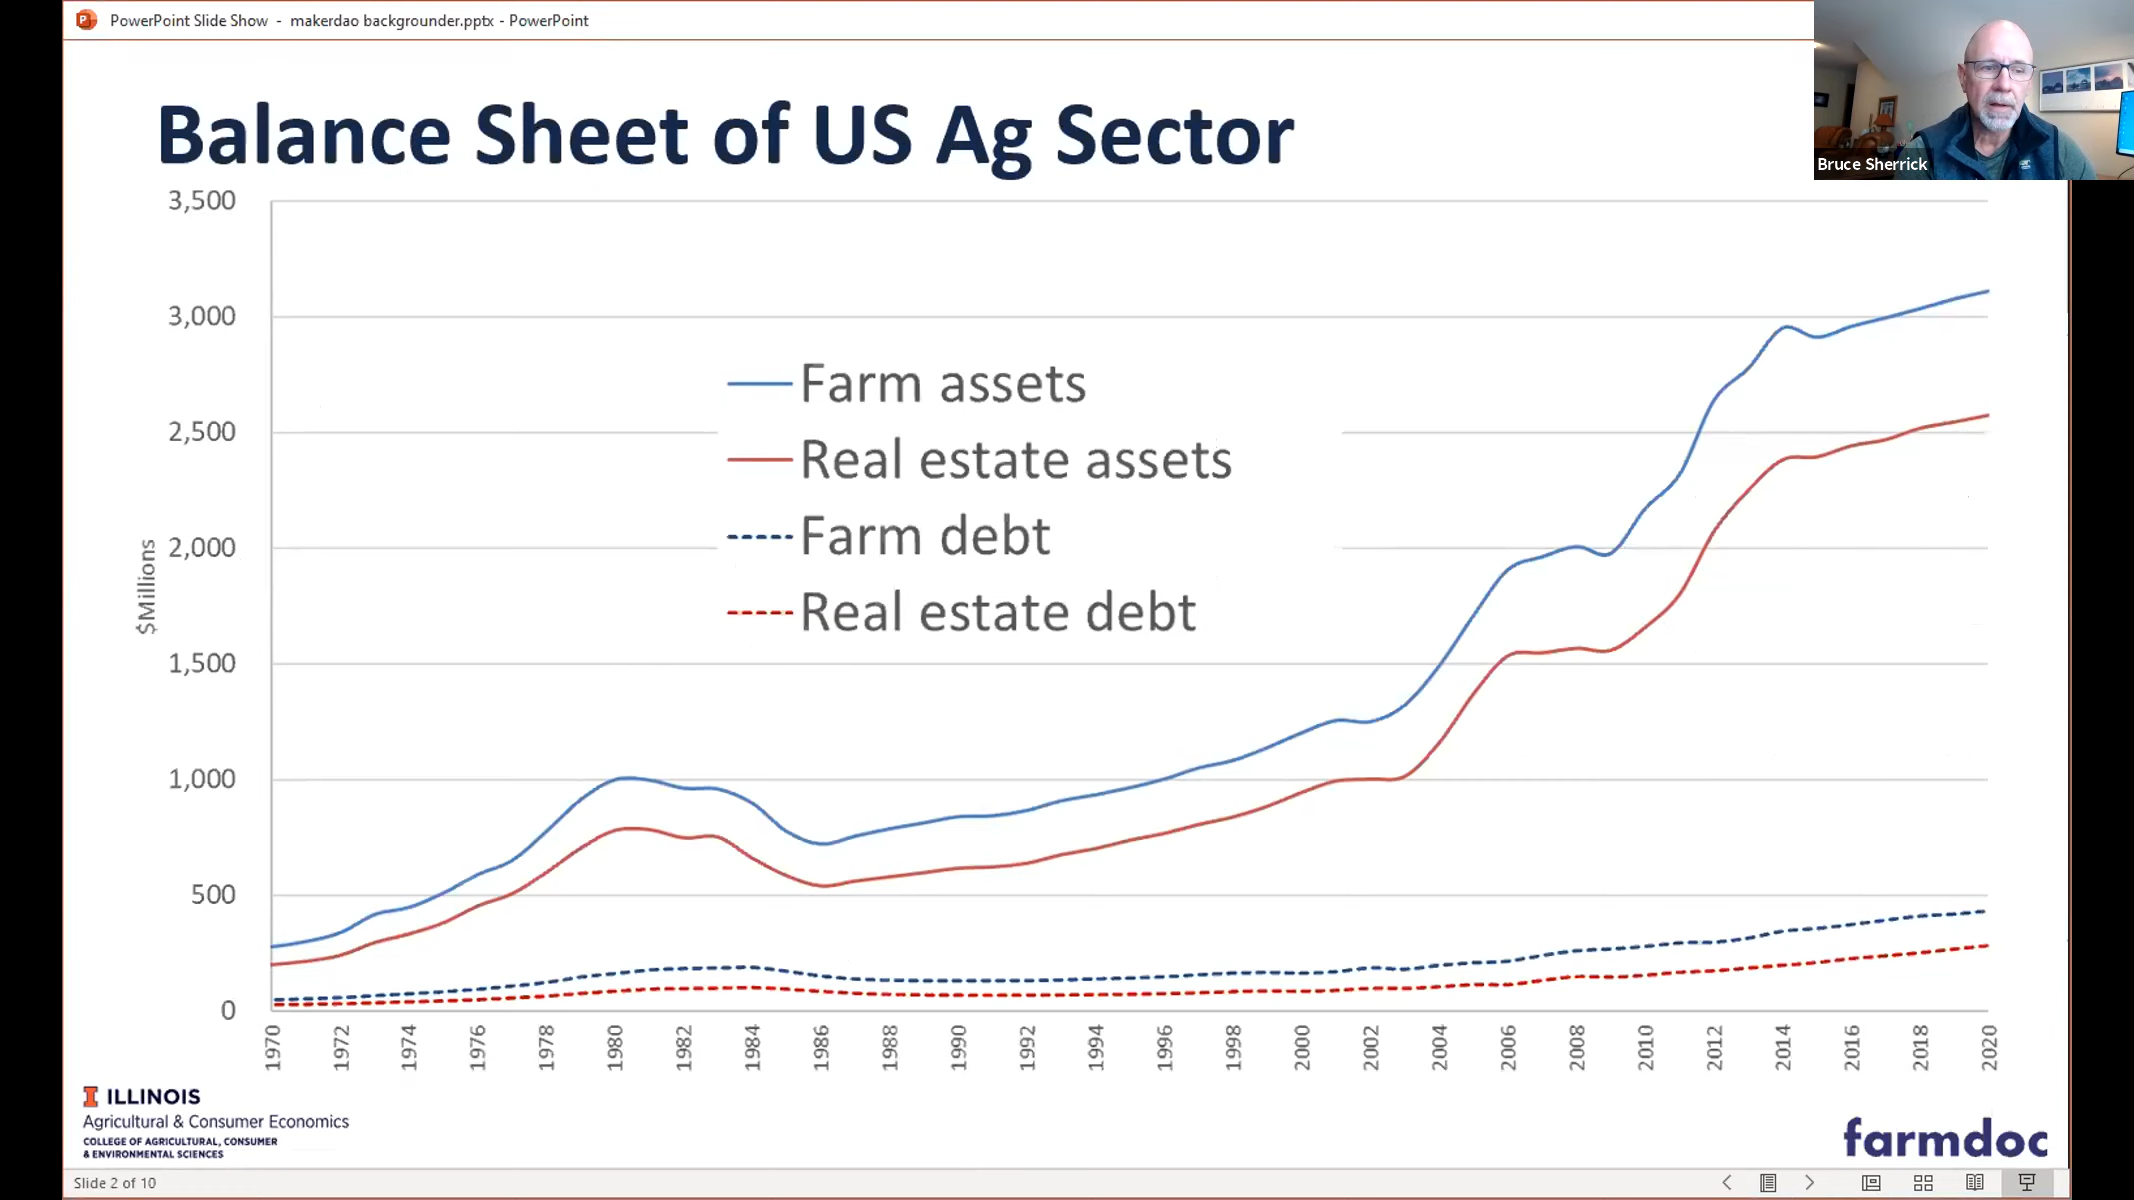 PowerPoint Slide Show - makerdao backgrounder.pptx - PowerPoint
Bruce Sherrick
Balance Sheet of US Ag Sector
3,500
3,000
2,500
2,000
1,500
1,000
500
0
$Millions
Farm assets
Real estate assets
Farm debt
Real estate debt
1970
1972
1974
1976
1978
1980
1982
1984
1986
1988
1990
1992
1994
1996
1998
2000
2002
2004
2006
2008
2010
2012
2014
2016
2018
2020
I ILLINOIS
Agricultural & Consumer Economics
COLLEGE OF AGRICULTURAL, CONSUMER
& ENVIRONMENTAL SCIENCES
farmdoc
Slide 2 of 10